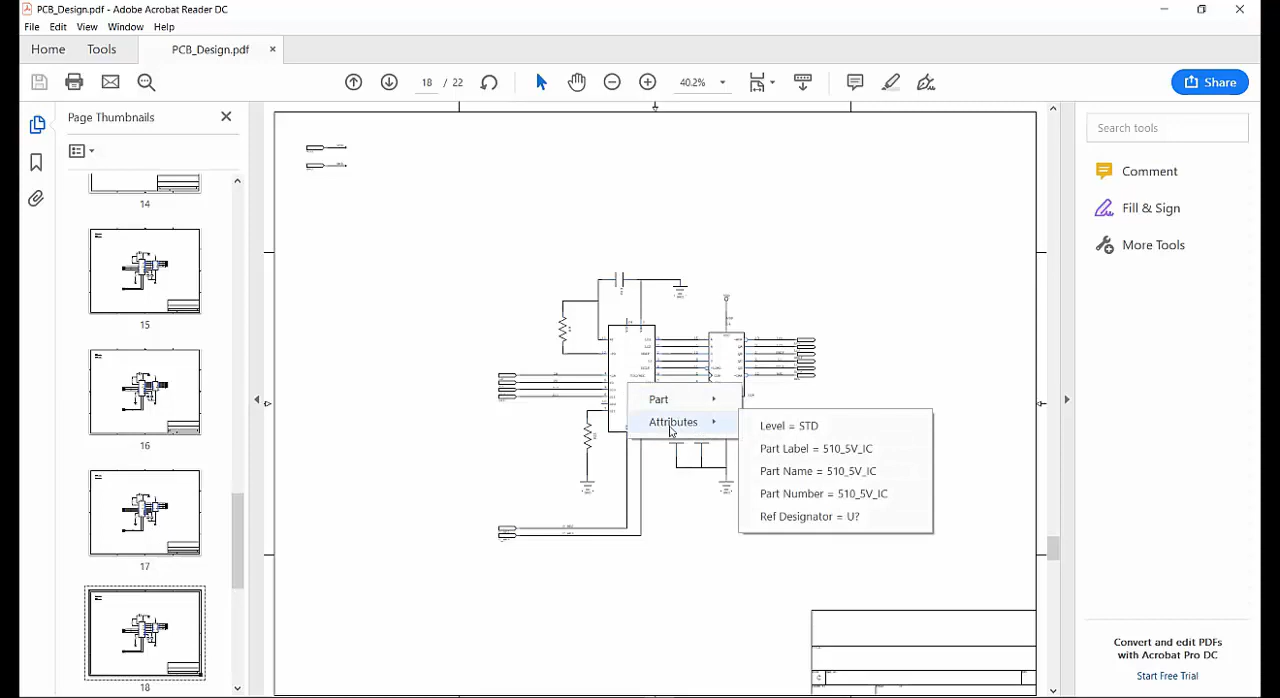 PCB_Design.pdf - Adobe Acrobat Reader DC
File Edit View Window Help
Home Tools PCB_Design.pdf ×
18 / 22 40.2% Share
Page Thumbnails
14
15
16
17
18
Part
Attributes
Level = STD
Part Label = 510_5V_IC
Part Name = 510_5V_IC
Part Number = 510_5V_IC
Ref Designator = U?
C
Search tools
Comment
Fill & Sign
More Tools
Convert and edit PDFs
with Acrobat Pro DC
Start Free Trial